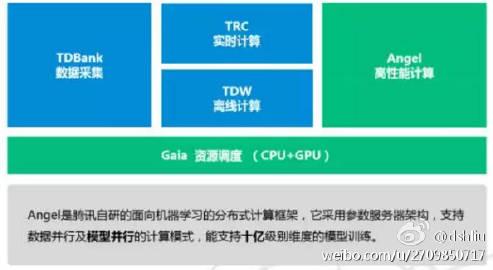 TDBank
数据采集
TRC
实时计算
TDW
离线计算
Angel
高性能计算
Gaia 资源调度 （CPU+GPU）
Angel是腾讯自研的面向机器学习的分布式计算框架，它采用参数服务器架构，支持
数据并行及模型并行的计算模式，能支持十亿级别维度的模型训练。
@dshliu
weibo.com/u/2709850717